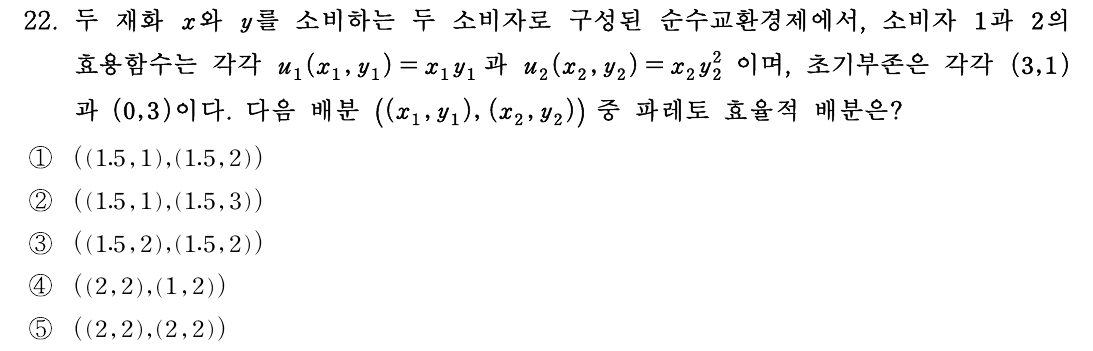 22. 두 재화 x와 y를 소비하는 두 소비자로 구성된 순수교환경제에서, 소비자 1과 2의
효용함수는 각각 u₁(x₁, y₁) = x₁y₁과 u₂(x₂, y₂) = x₂y₂² 이며, 초기부존은 각각 (3,1)
과 (0,3)이다. 다음 배분 ((x₁, y₁), (x₂, y₂)) 중 파레토 효율적 배분은?
① ((1.5, 1), (1.5, 2))
② ((1.5, 1), (1.5, 3))
③ ((1.5, 2), (1.5, 2))
④ ((2, 2), (1, 2))
⑤ ((2, 2), (2, 2))